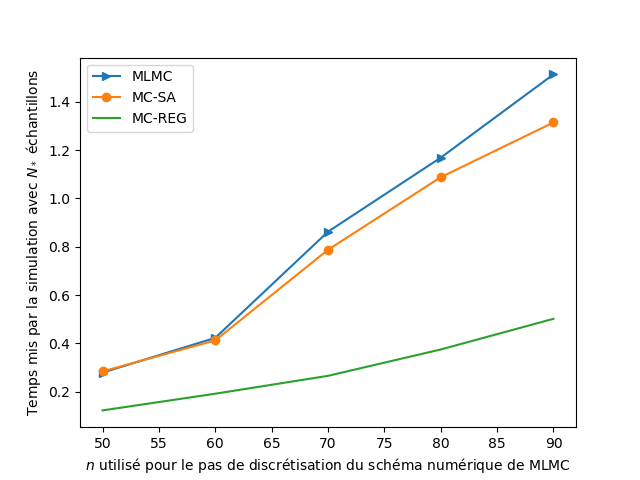 MLMC
MC-SA
MC-REG
Temps mis par la simulation avec N* échantillons
1.4
1.2
1.0
0.8
0.6
0.4
0.2
50 55 60 65 70 75 80 85 90
n utilisé pour le pas de discrétisation du schéma numérique de MLMC